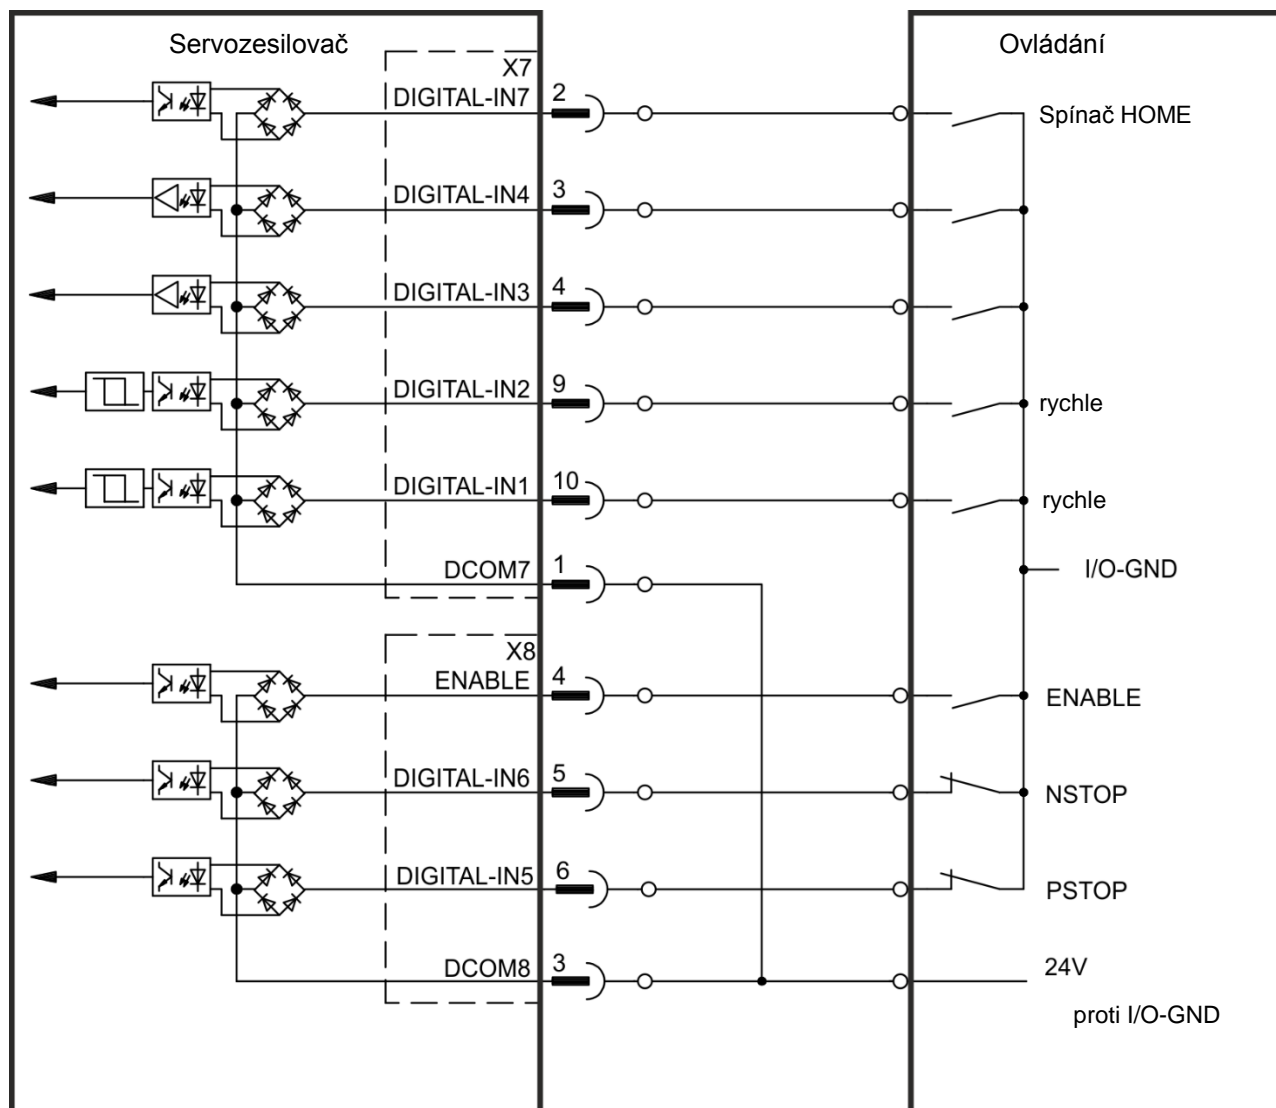 Servozesilovač
Ovládání
X7
DIGITAL-IN7
2
Spínač HOME
DIGITAL-IN4
3
DIGITAL-IN3
4
DIGITAL-IN2
9
rychle
DIGITAL-IN1
10
rychle
DCOM7
1
I/O-GND
X8
ENABLE
4
ENABLE
DIGITAL-IN6
5
NSTOP
DIGITAL-IN5
6
PSTOP
DCOM8
3
24V
proti I/O-GND